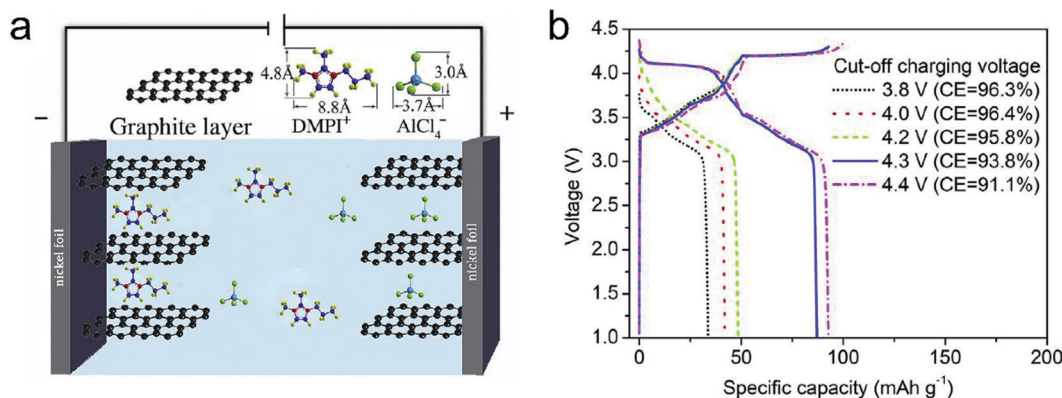 a
4.8Å
8.8Å
3.0Å
3.7Å
Graphite layer
DMPI⁺
AlCl₄⁻
−
+
nickel foil
nickel foil
b
Voltage (V)
4.5
4.0
3.5
3.0
2.5
2.0
1.5
1.0
Cut-off charging voltage
3.8 V (CE=96.3%)
4.0 V (CE=96.4%)
4.2 V (CE=95.8%)
4.3 V (CE=93.8%)
4.4 V (CE=91.1%)
0 50 100 150 200
Specific capacity (mAh g⁻¹)